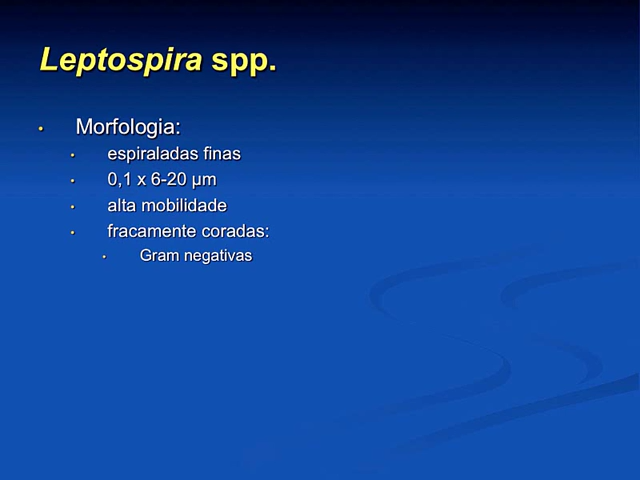 Leptospira spp.
• Morfologia:
• espiraladas finas
• 0,1 x 6-20 µm
• alta mobilidade
• fracamente coradas:
• Gram negativas